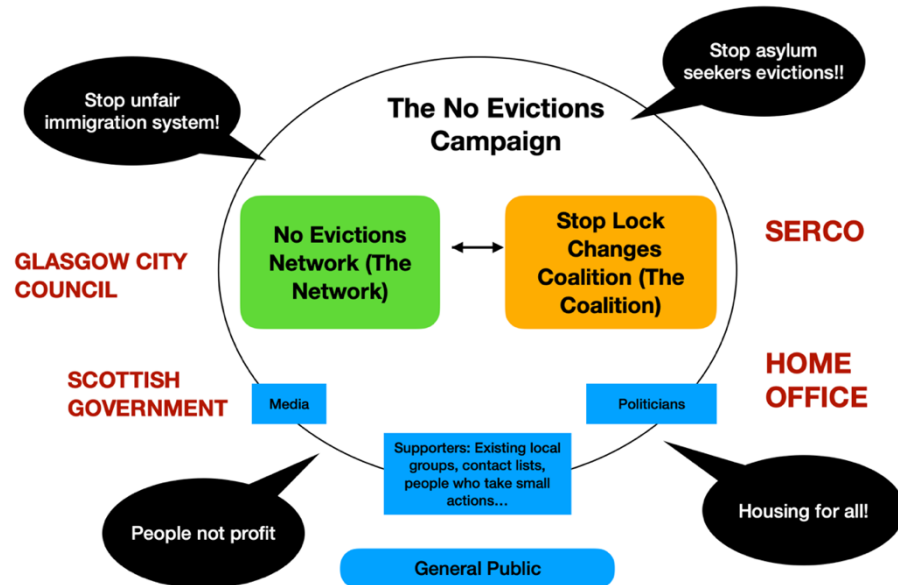 Stop asylum
seekers evictions!!
Stop unfair
immigration system!
The No Evictions
Campaign
No Evictions
Network (The
Network)
Stop Lock
Changes
Coalition (The
Coalition)
SERCO
GLASGOW CITY
COUNCIL
SCOTTISH
GOVERNMENT
HOME
OFFICE
Media
Politicians
Supporters: Existing local
groups, contact lists,
people who take small
actions…
People not profit
Housing for all!
General Public